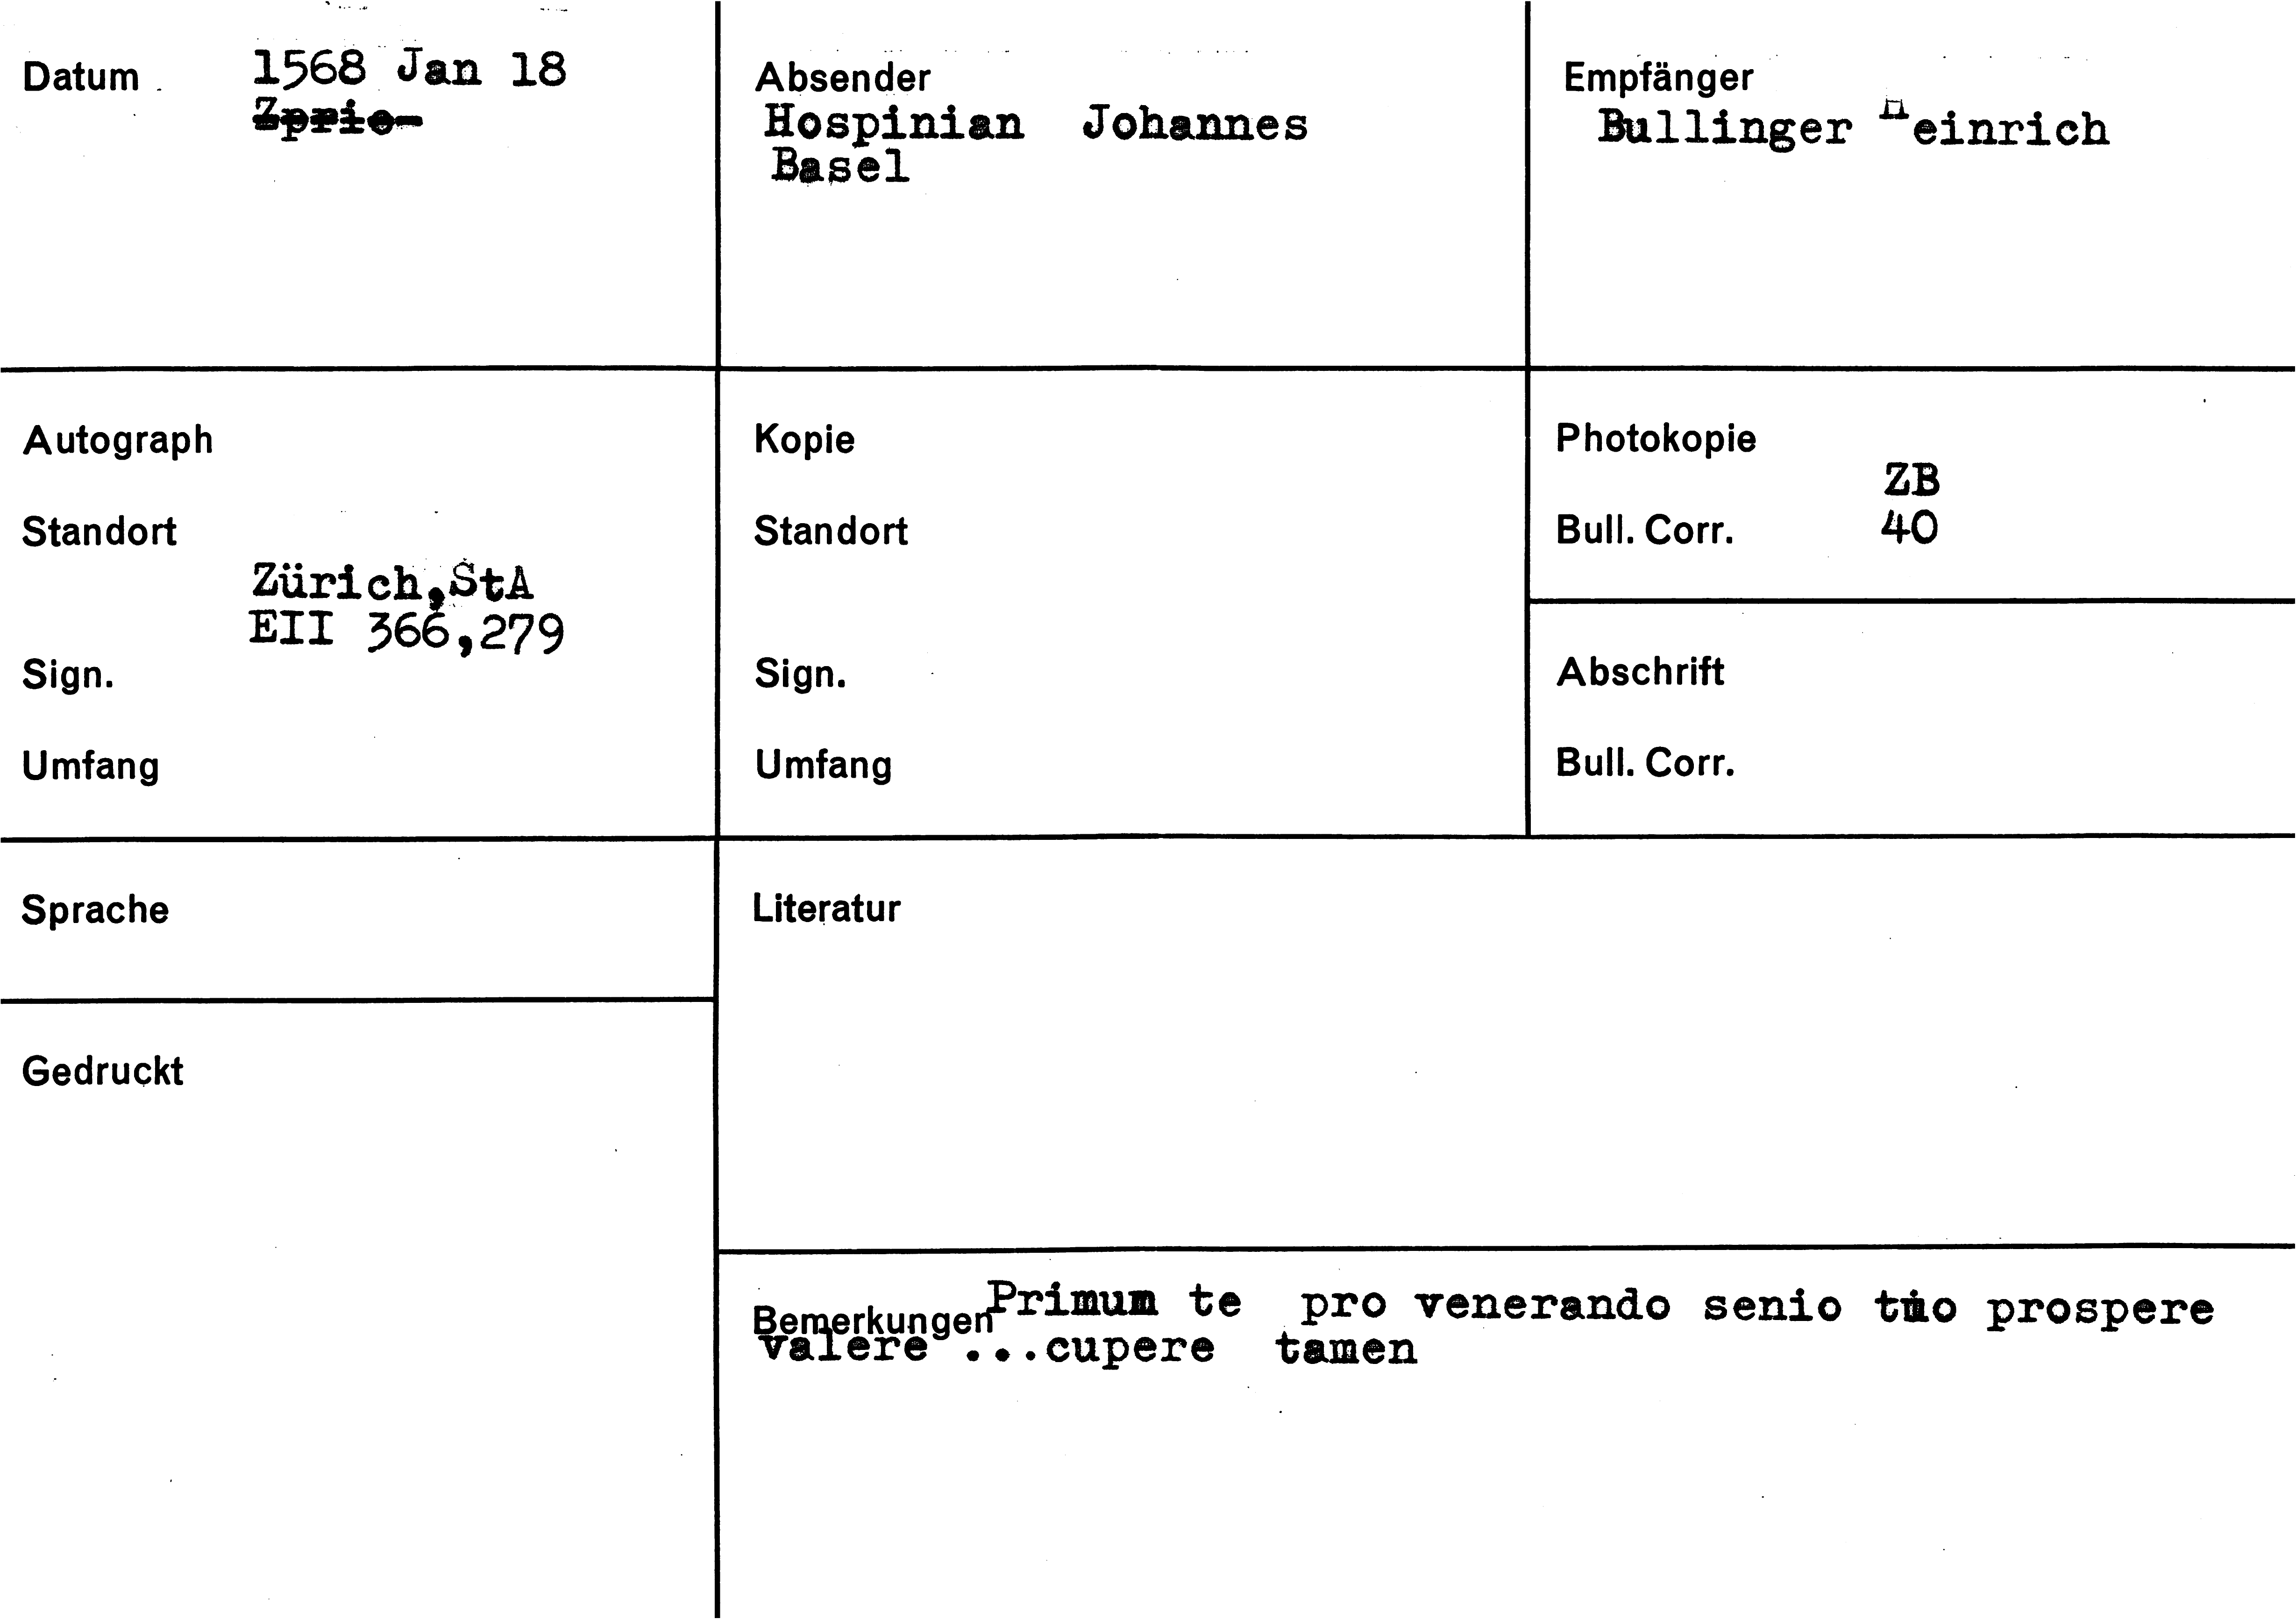 Datum 1568 Jan 18
Absender
Hospinian Johannes
Basel
Empfänger
Bullinger Heinrich
Autograph
Standort
Zürich,StA
EII 366,279
Sign.
Umfang
Kopie
Standort
Sign.
Umfang
Photokopie
ZB
Bull. Corr. 40
Abschrift
Bull. Corr.
Sprache
Gedruckt
Literatur
Bemerkungen Primum te pro venerando senio tuo prospere
valere ...cupere tamen